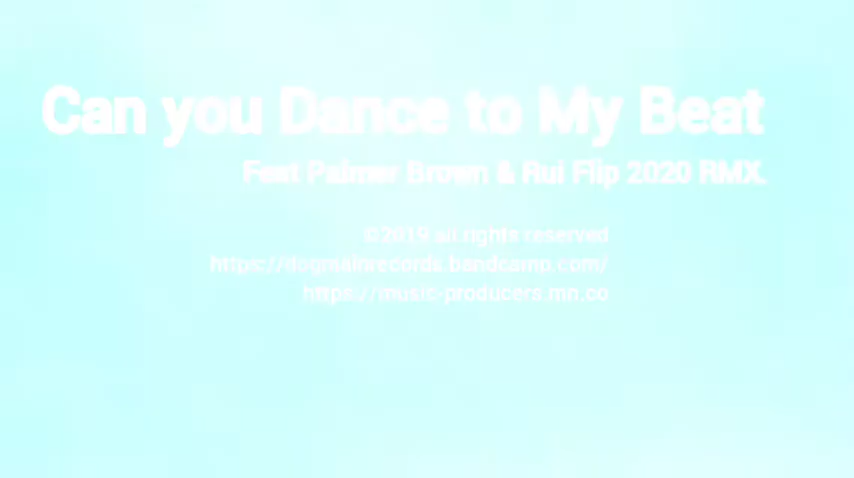 Can you Dance to My Beat
Feat Palmer Brown & Rui Flip 2020 RMX.
©2019 all rights reserved
https://dogmainrecords.bandcamp.com/
https://music-producers.mn.co